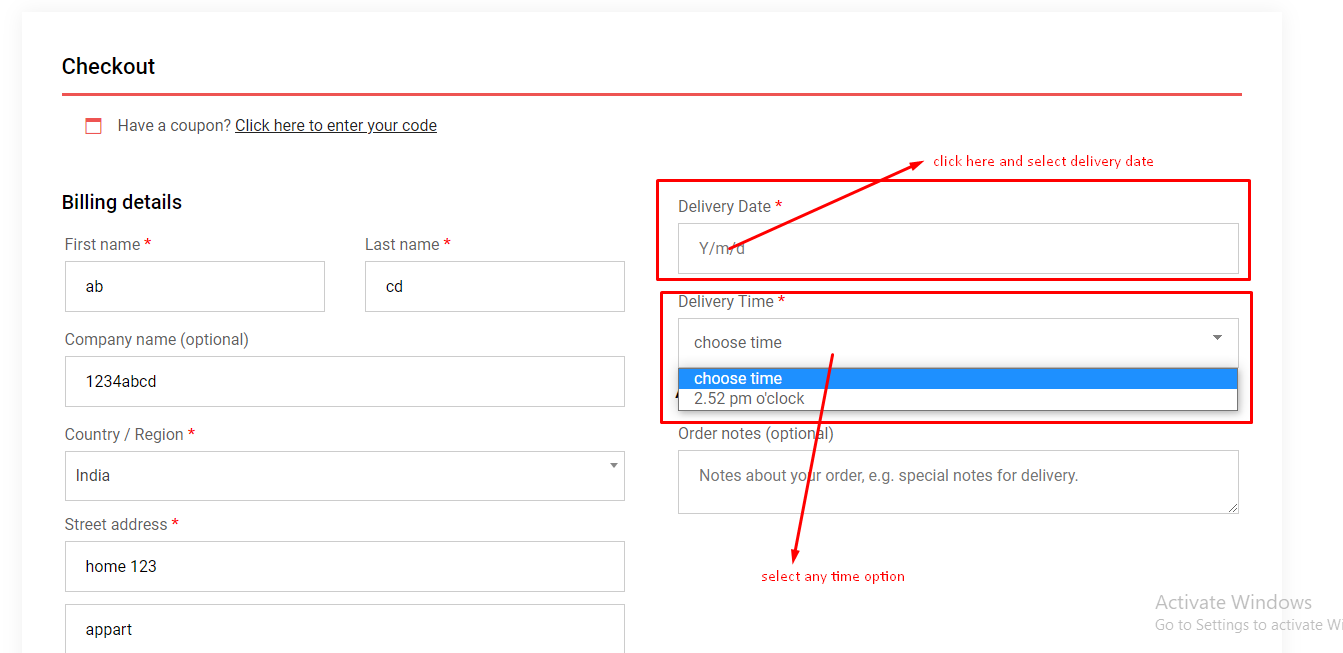 Checkout
Have a coupon? Click here to enter your code
click here and select delivery date
Billing details
First name *
Last name *
ab
cd
Company name (optional)
1234abcd
Country / Region *
India
Street address *
home 123
appart
Delivery Date *
Y/m/d
Delivery Time *
choose time
choose time
2.52 pm o'clock
Order notes (optional)
Notes about your order, e.g. special notes for delivery.
select any time option
Activate Windows
Go to Settings to activate Wi